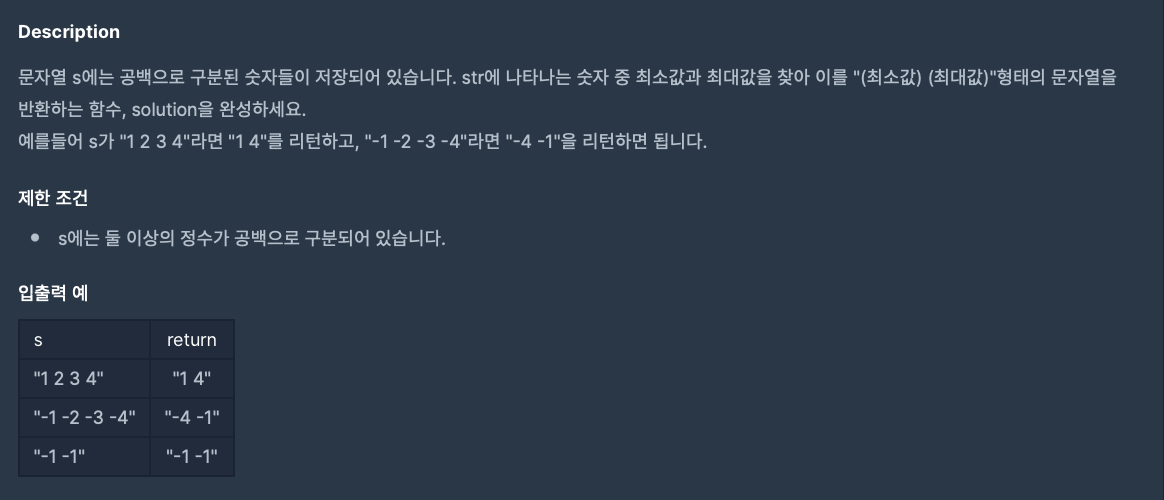 Description
문자열 s에는 공백으로 구분된 숫자들이 저장되어 있습니다. str에 나타나는 숫자 중 최소값과 최대값을 찾아 이를 "(최소값) (최대값)"형태의 문자열을
반환하는 함수, solution을 완성하세요.
예를들어 s가 "1 2 3 4"라면 "1 4"를 리턴하고, "-1 -2 -3 -4"라면 "-4 -1"을 리턴하면 됩니다.
제한 조건
• s에는 둘 이상의 정수가 공백으로 구분되어 있습니다.
입출력 예
s return
"1 2 3 4" "1 4"
"-1 -2 -3 -4" "-4 -1"
"-1 -1" "-1 -1"